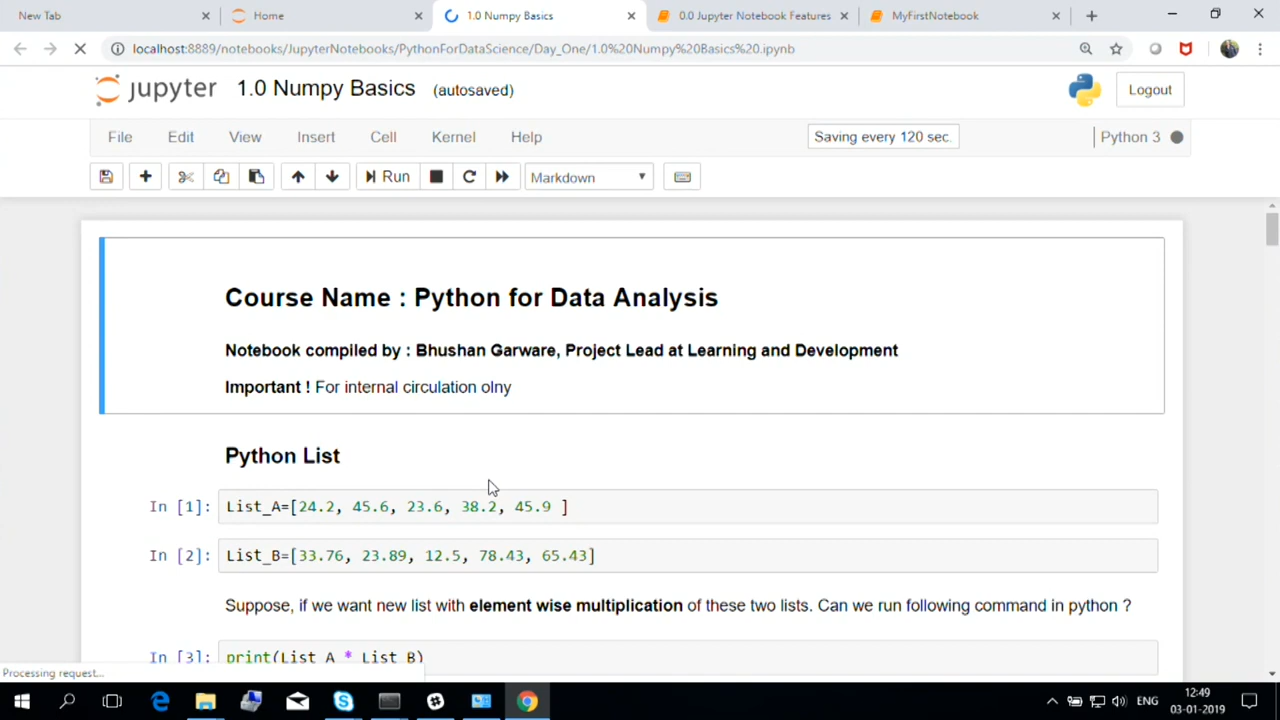 New Tab
Home
1.0 Numpy Basics
0.0 Jupyter Notebook Features
MyFirstNotebook
localhost:8889/notebooks/JupyterNotebooks/PythonForDataScience/Day_One/1.0%20Numpy%20Basics%20.ipynb
jupyter 1.0 Numpy Basics (autosaved)
Logout
File Edit View Insert Cell Kernel Help
Saving every 120 sec.
Python 3
Run
Markdown
Course Name : Python for Data Analysis
Notebook compiled by : Bhushan Garware, Project Lead at Learning and Development
Important ! For internal circulation olny
Python List
In [1]: List_A=[24.2, 45.6, 23.6, 38.2, 45.9 ]
In [2]: List_B=[33.76, 23.89, 12.5, 78.43, 65.43]
Suppose, if we want new list with element wise multiplication of these two lists. Can we run following command in python ?
In [3]: print(List_A * List_B)
Processing request...
ENG
12:49
03-01-2019